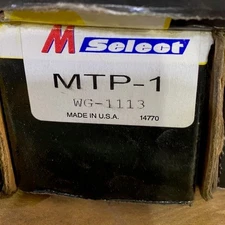 M Select
MTP-1
WG-1113
MADE IN U.S.A. 14770